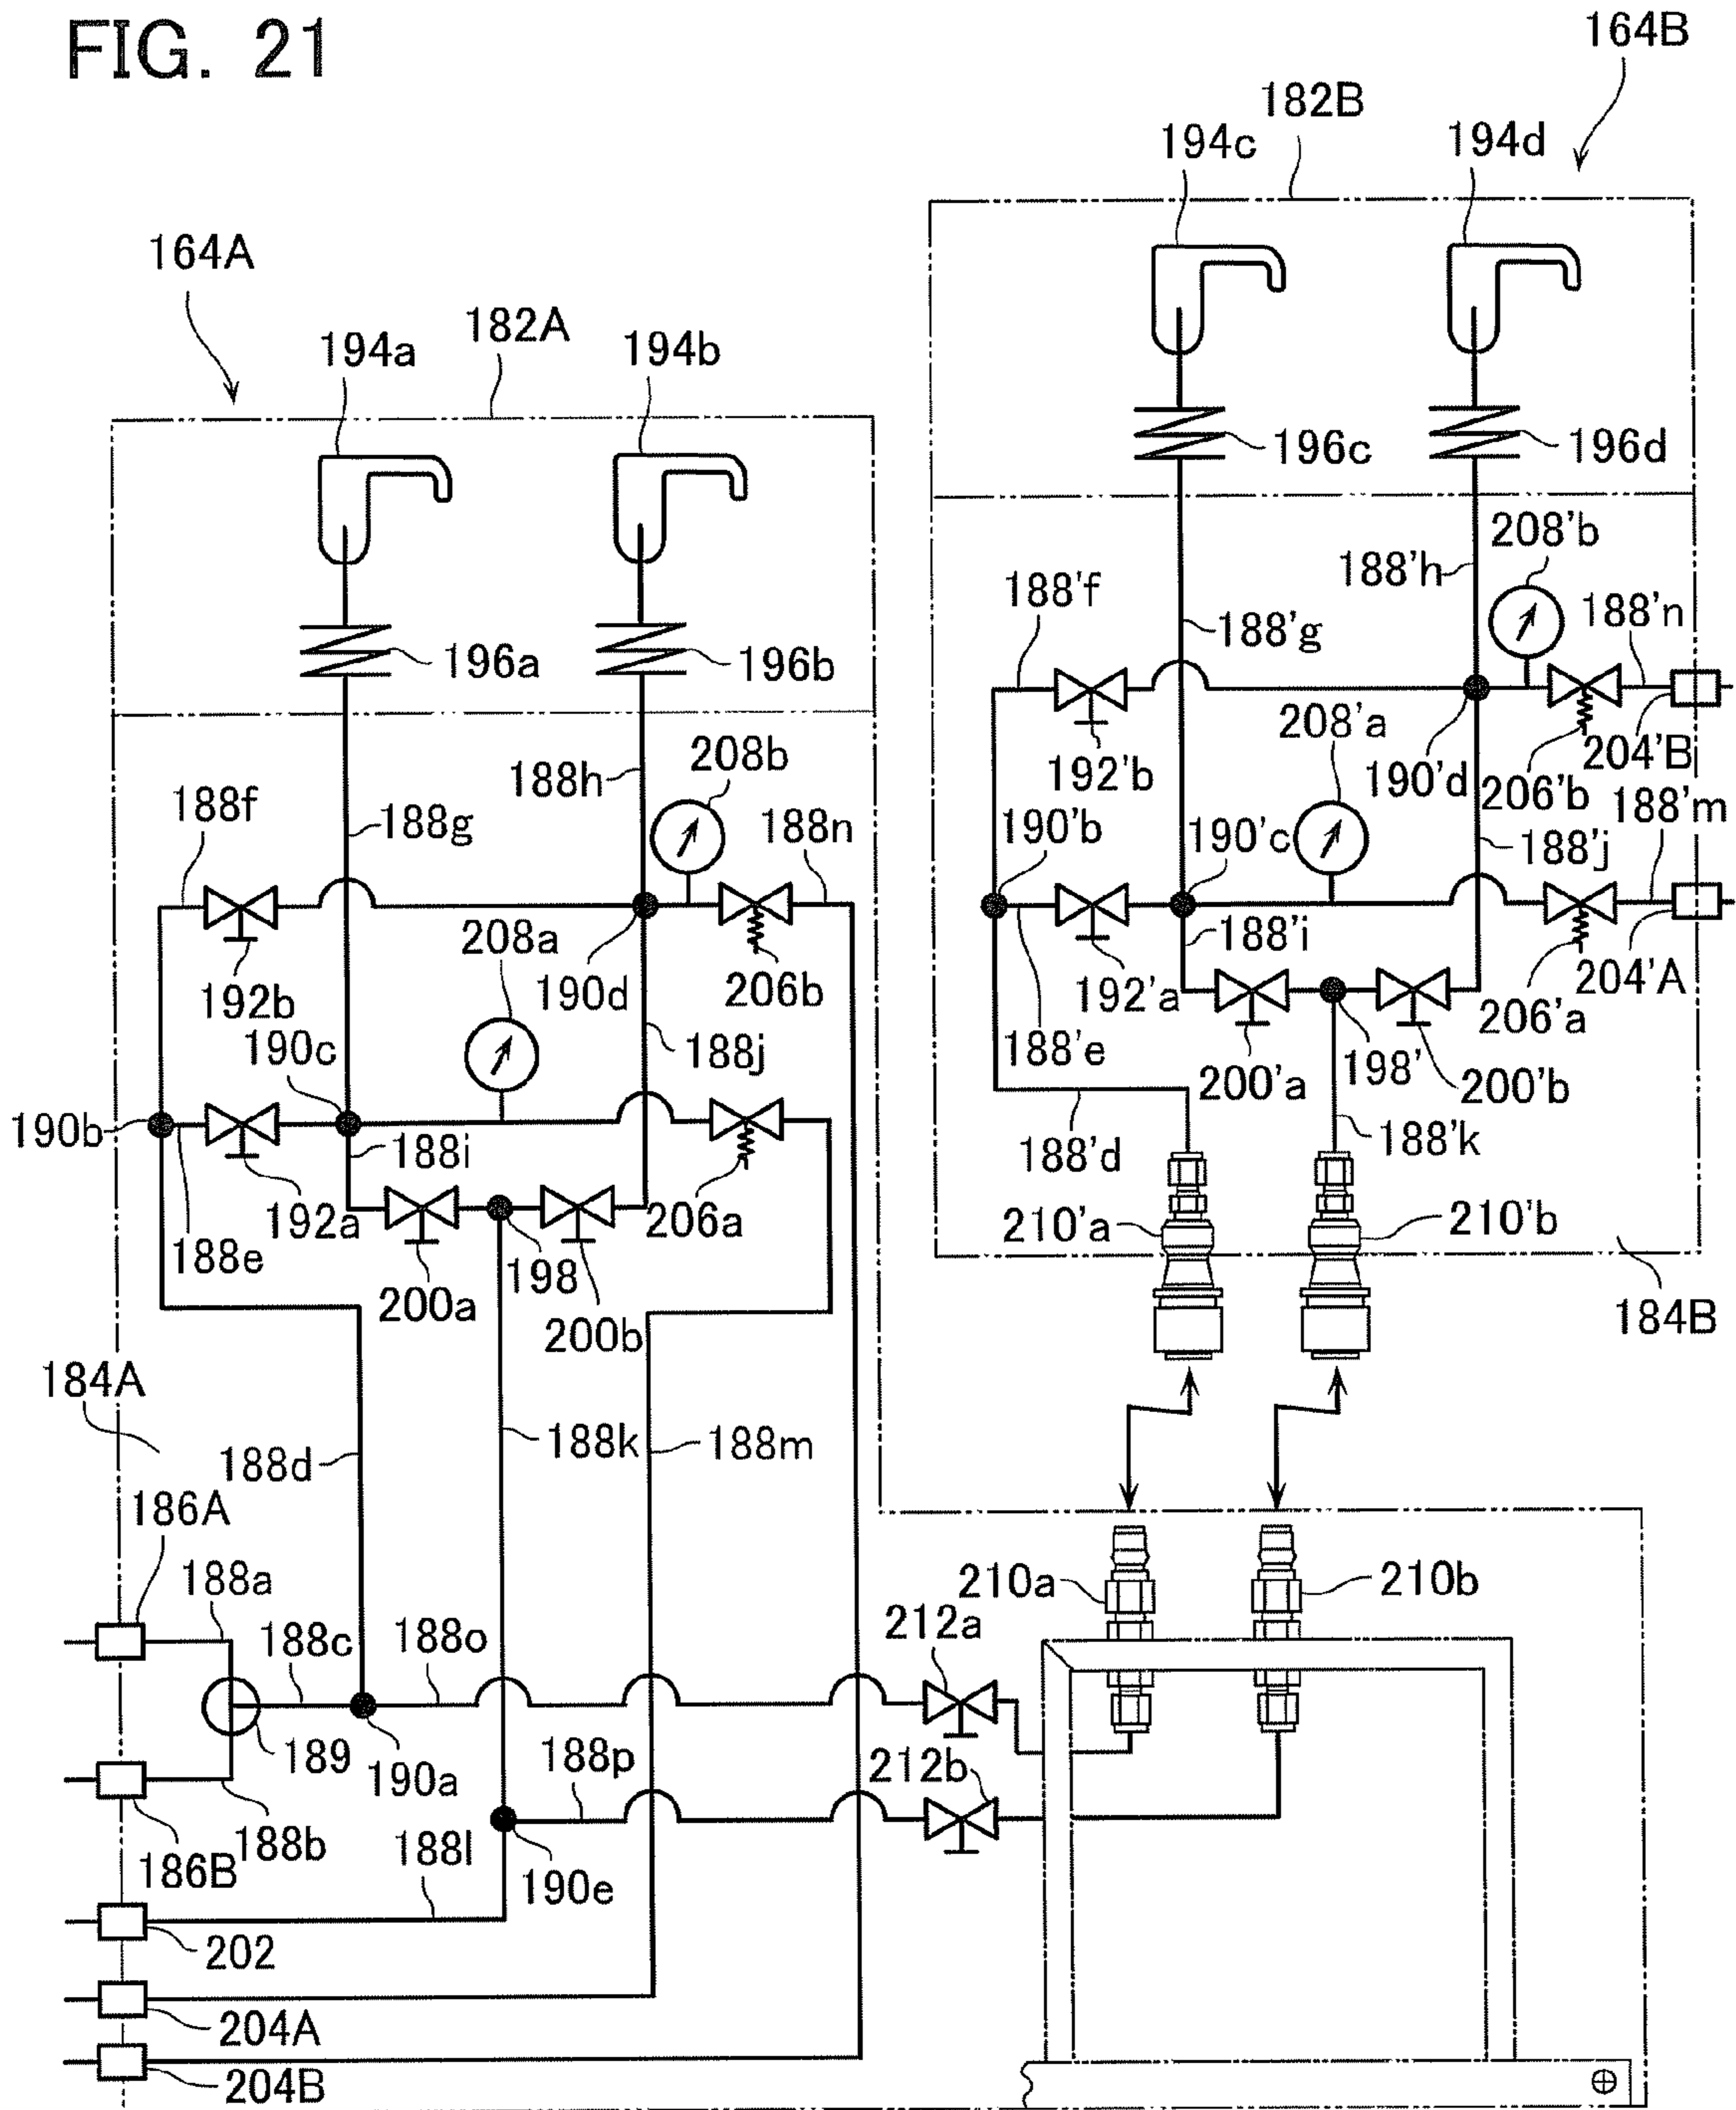 FIG. 21
164B
182B
194c
194d
164A
182A
194a
194b
196c
196d
208'b
188'h
188'f
188'n
188'g
196a
196b
208'a
192'b
204'B
190'd
206'b
208b
188h
188'm
188f
188g
188n
190'b
190'c
188'j
208a
188'i
190d
206b
192'a
204'A
192b
206'a
190c
188j
188'e
198'
200'a
200'b
190b
188i
188'd
188'k
192a
206a
210'a
210'b
188e
198
200a
200b
184B
184A
188k
188m
188d
186A
188a
210a
210b
212a
188c
188o
189
190a
188p
212b
188b
188l
186B
190e
202
204A
204B